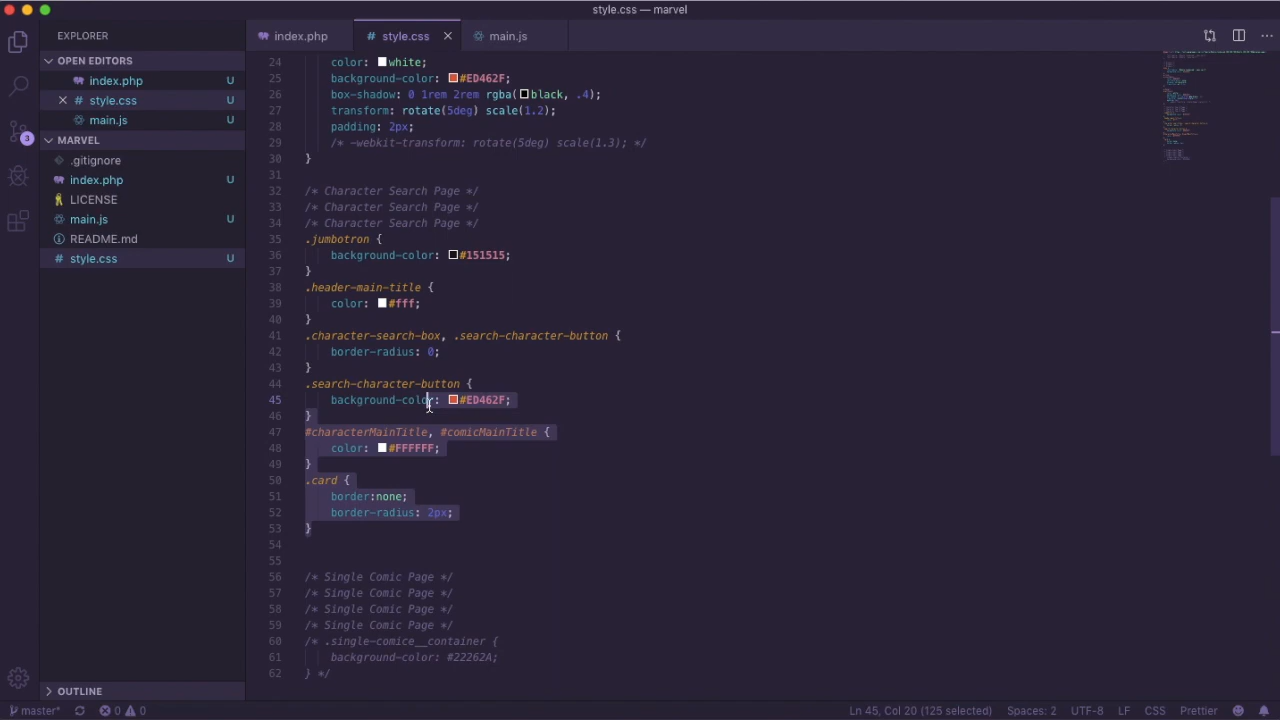 style.css — marvel
EXPLORER
index.php
style.css
main.js
OPEN EDITORS
index.php U
# style.css U
main.js U
MARVEL
.gitignore
index.php U
LICENSE
main.js U
README.md
# style.css U
3
OUTLINE
24 color: white;
25 background-color: #ED462F;
26 box-shadow: 0 1rem 2rem rgba(black, .4);
27 transform: rotate(5deg) scale(1.2);
28 padding: 2px;
29 /* -webkit-transform: rotate(5deg) scale(1.3); */
30 }
31
32 /* Character Search Page */
33 /* Character Search Page */
34 /* Character Search Page */
35 .jumbotron {
36 background-color: #151515;
37 }
38 .header-main-title {
39 color: #fff;
40 }
41 .character-search-box, .search-character-button {
42 border-radius: 0;
43 }
44 .search-character-button {
45 background-color: #ED462F;
46 }
47 #characterMainTitle, #comicMainTitle {
48 color: #FFFFFF;
49 }
50 .card {
51 border:none;
52 border-radius: 2px;
53 }
54
55
56 /* Single Comic Page */
57 /* Single Comic Page */
58 /* Single Comic Page */
59 /* Single Comic Page */
60 /* .single-comice__container {
61 background-color: #22262A;
62 } */
master* 0 0 Ln 45, Col 20 (125 selected) Spaces: 2 UTF-8 LF CSS Prettier